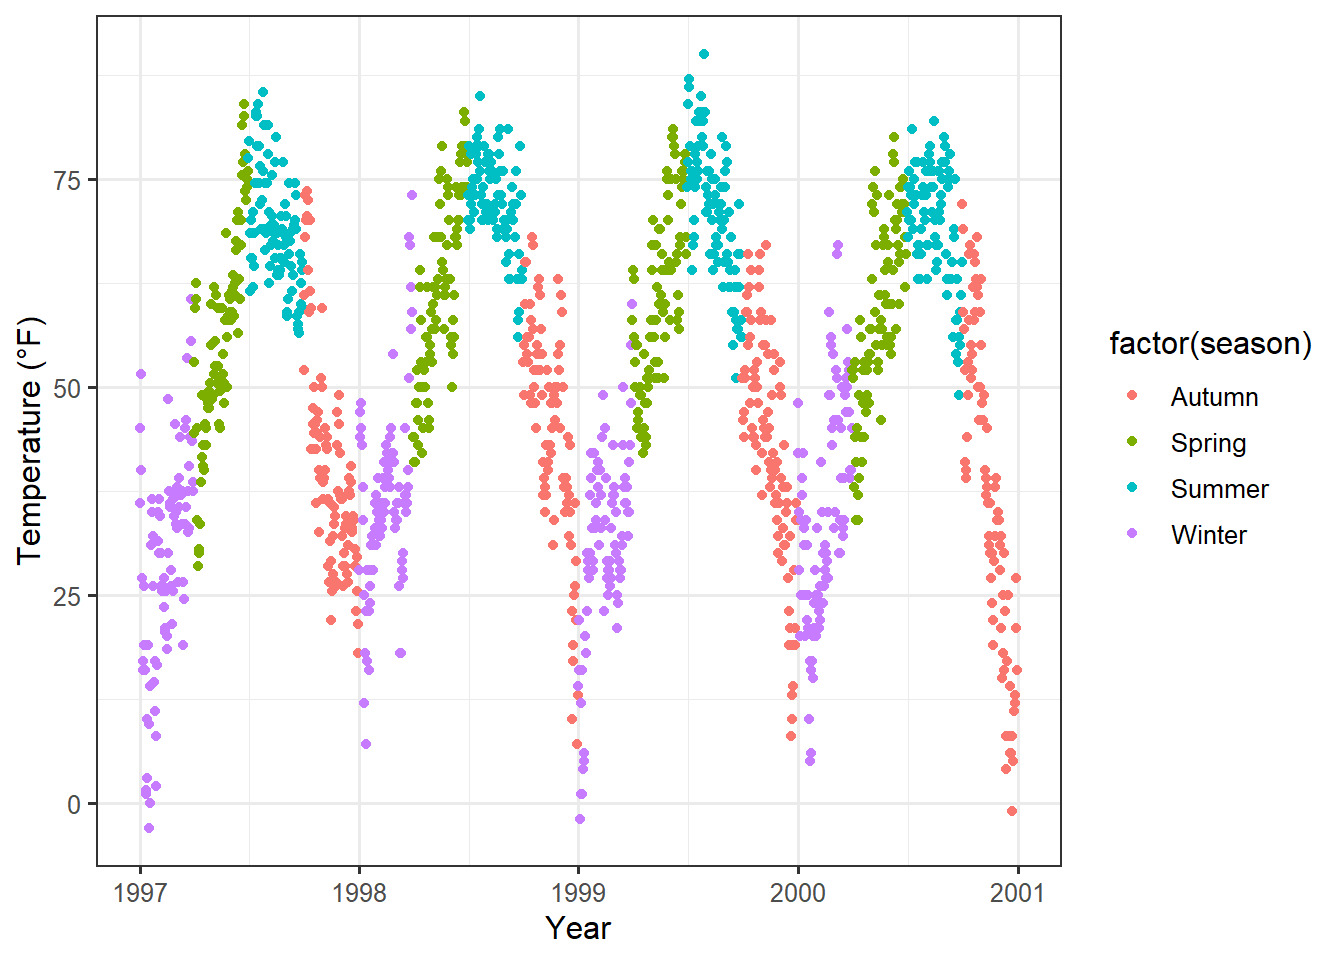 Temperature (°F)
75
50
25
0
1997 1998 1999 2000 2001
Year
factor(season)
Autumn
Spring
Summer
Winter